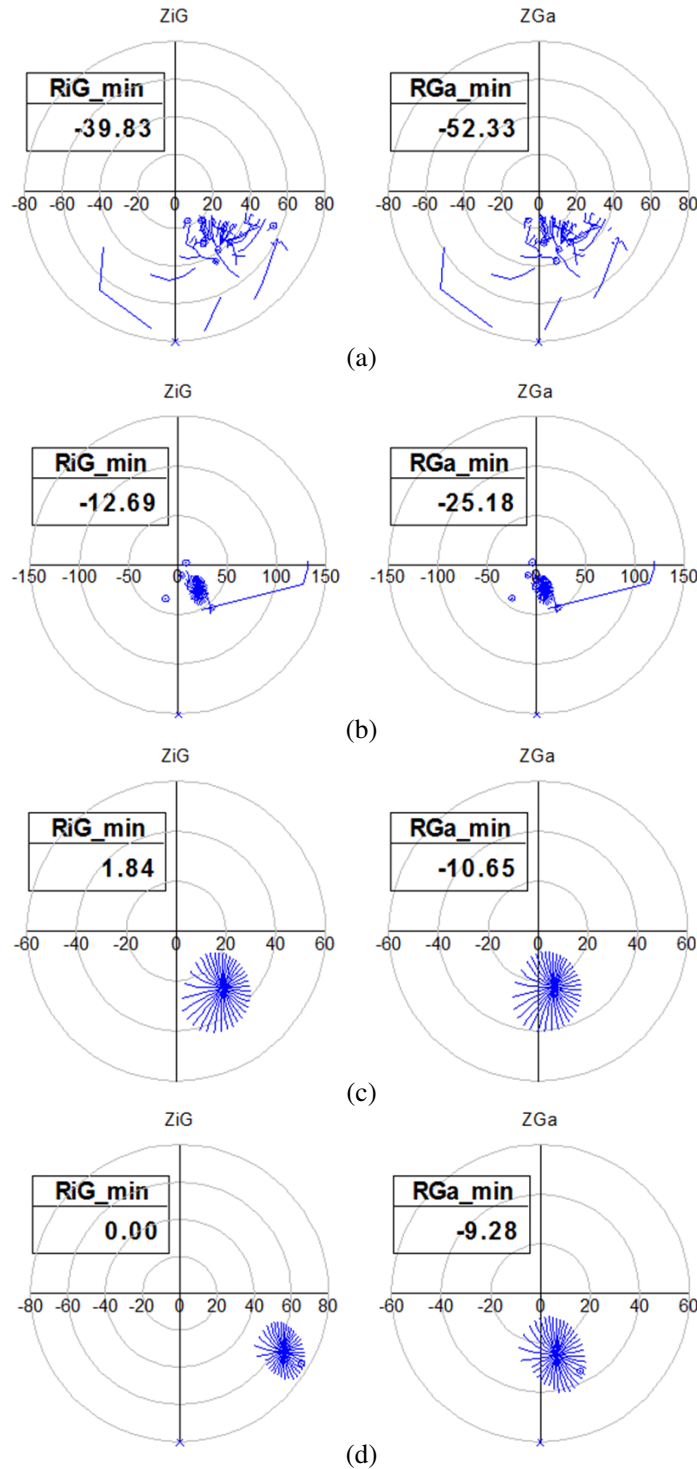 ZiG ZGa
RiG_min RGa_min
-39.83 -52.33
-80 -60 -40 -20 0 20 40 60 80 -80 -60 -40 -20 0 20 40 60 80
(a)
ZiG ZGa
RiG_min RGa_min
-12.69 -25.18
-150 -100 -50 0 50 100 150 -150 -100 -50 0 50 100 150
(b)
ZiG ZGa
RiG_min RGa_min
1.84 -10.65
-60 -40 -20 0 20 40 60 -60 -40 -20 0 20 40 60
(c)
ZiG ZGa
RiG_min RGa_min
0.00 -9.28
-80 -60 -40 -20 0 20 40 60 80 -60 -40 -20 0 20 40 60
(d)